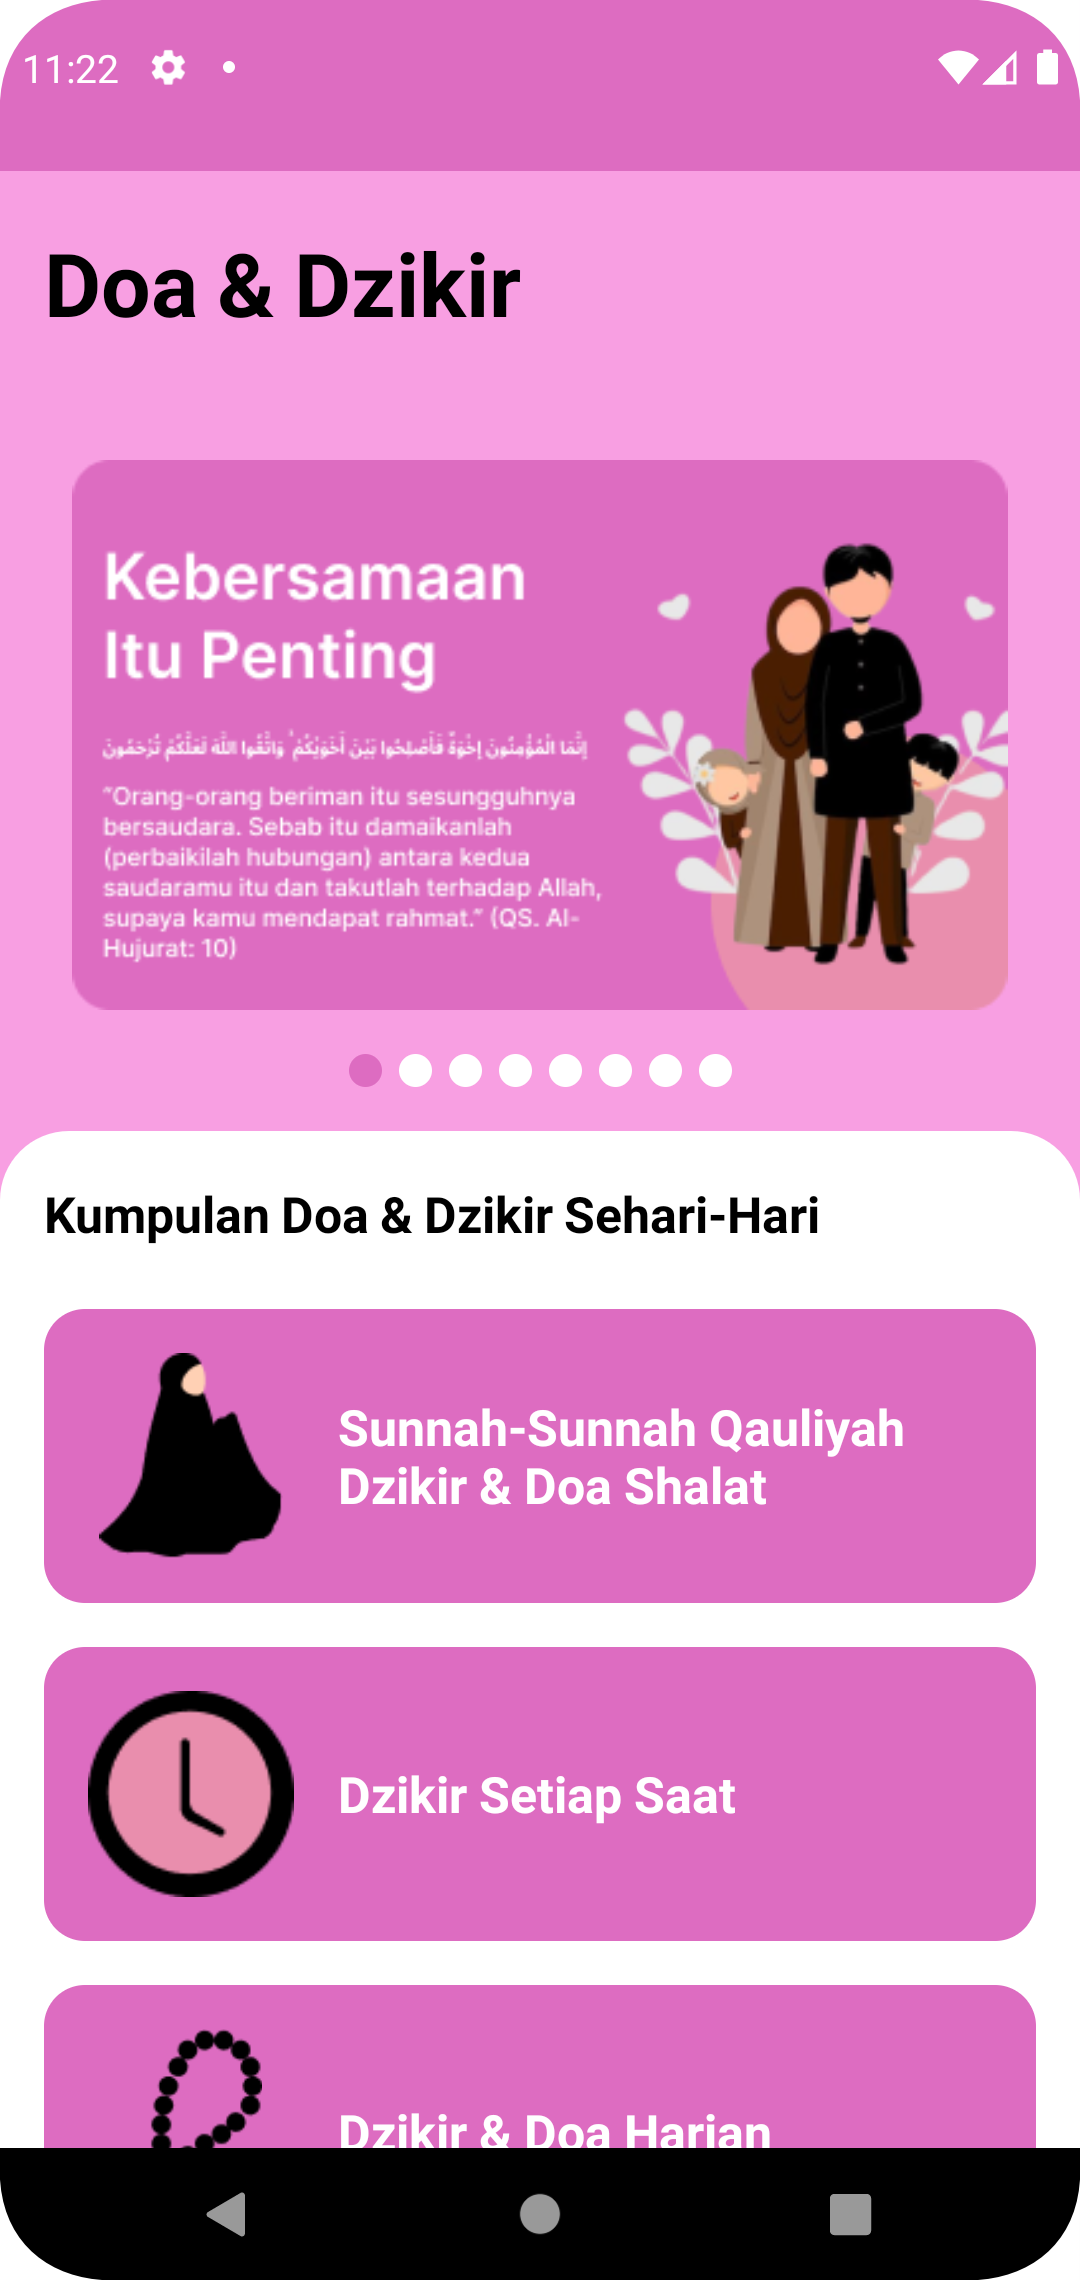 11:22
Doa & Dzikir
Kebersamaan
Itu Penting
إِنَّمَا الْمُؤْمِنُونَ إِخْوَةٌ فَأَصْلِحُوا بَيْنَ أَخَوَيْكُمْ ۚ وَاتَّقُوا اللَّهَ لَعَلَّكُمْ تُرْحَمُونَ
“Orang-orang beriman itu sesungguhnya
bersaudara. Sebab itu damaikanlah
(perbaikilah hubungan) antara kedua
saudaramu itu dan takutlah terhadap Allah,
supaya kamu mendapat rahmat.” (QS. Al-
Hujurat: 10)
Kumpulan Doa & Dzikir Sehari-Hari
Sunnah-Sunnah Qauliyah
Dzikir & Doa Shalat
Dzikir Setiap Saat
Dzikir & Doa Harian